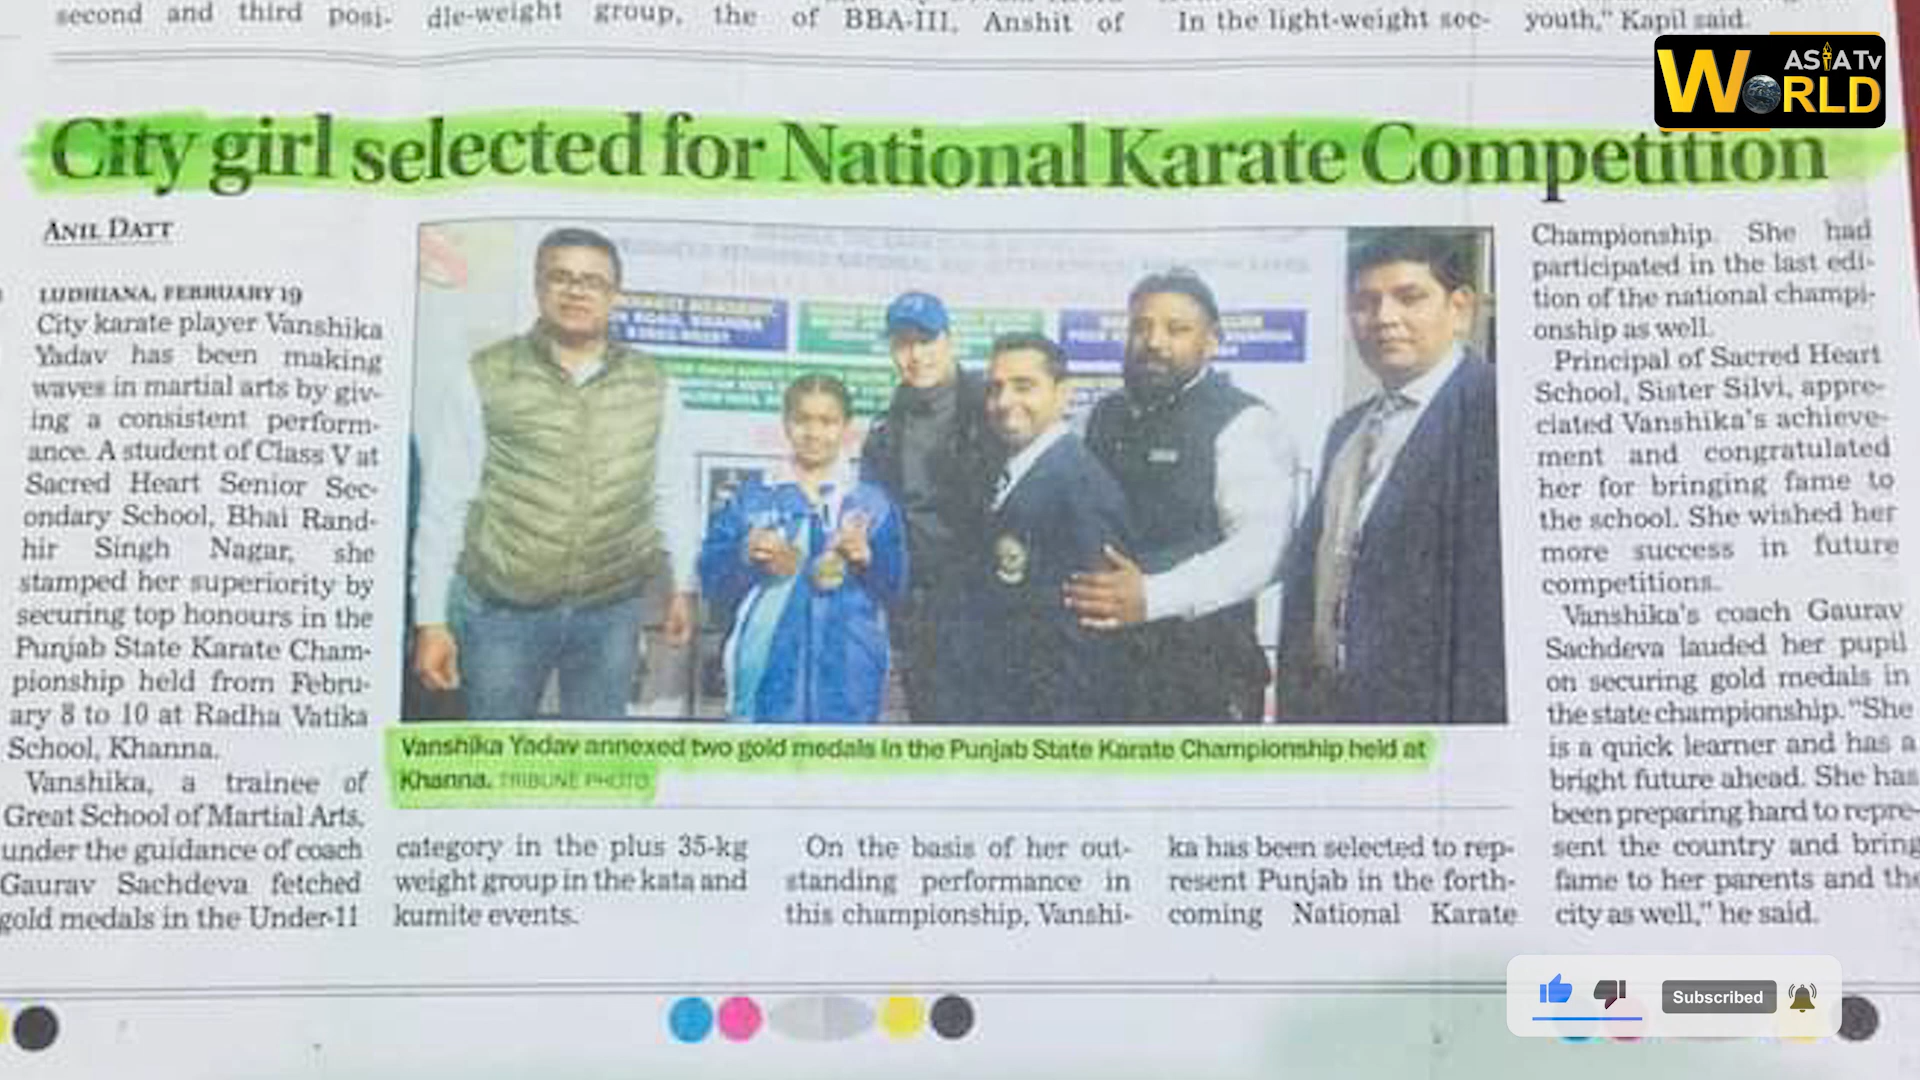 second and third posi-
dle-weight group, the
of BBA-III, Anshit of
In the light-weight sec-
youth," Kapil said.
ASIA TV
WORLD
City girl selected for National Karate Competition
ANIL DATT
LUDHIANA, FEBRUARY 19
City karate player Vanshika
Yadav has been making
waves in martial arts by giv-
ing a consistent perform-
ance. A student of Class V at
Sacred Heart Senior Sec-
ondary School, Bhai Rand-
hir Singh Nagar, she
stamped her superiority by
securing top honours in the
Punjab State Karate Cham-
pionship held from Febru-
ary 8 to 10 at Radha Vatika
School, Khanna.
Vanshika, a trainee of
Great School of Martial Arts,
under the guidance of coach
Gaurav Sachdeva fetched
gold medals in the Under-11
Vanshika Yadav annexed two gold medals in the Punjab State Karate Championship held at
Khanna. TRIBUNE PHOTO
category in the plus 35-kg
weight group in the kata and
kumite events.
On the basis of her out-
standing performance in
this championship, Vanshi-
ka has been selected to rep-
resent Punjab in the forth-
coming National Karate
Championship. She had
participated in the last edi-
tion of the national champi-
onship as well.
Principal of Sacred Heart
School, Sister Silvi, appre-
ciated Vanshika's achieve-
ment and congratulated
her for bringing fame to
the school. She wished her
more success in future
competitions.
Vanshika's coach Gaurav
Sachdeva lauded her pupil
on securing gold medals in
the state championship. "She
is a quick learner and has a
bright future ahead. She has
been preparing hard to repre-
sent the country and bring
fame to her parents and the
city as well," he said.
Subscribed